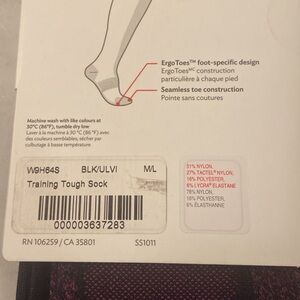 ErgoToes™ foot-specific design
ErgoToesᴹᶜ construction
particulière à chaque pied
Seamless toe construction
Pointe sans coutures
Machine wash with like colours at
30°C (86°F), tumble dry low
Laver à la machine à 30°C (86°F) avec
des couleurs semblables, sécher par
culbutage à basse température
W9H64S BLK/ULVI M/L
Training Tough Sock
000003637283
RN 106259 / CA 35801 SS1011
51% NYLON,
27% TACTEL® NYLON,
16% POLYESTER,
6% LYCRA® ELASTANE
78% NYLON,
16% POLYESTER,
6% ÉLASTHANNE